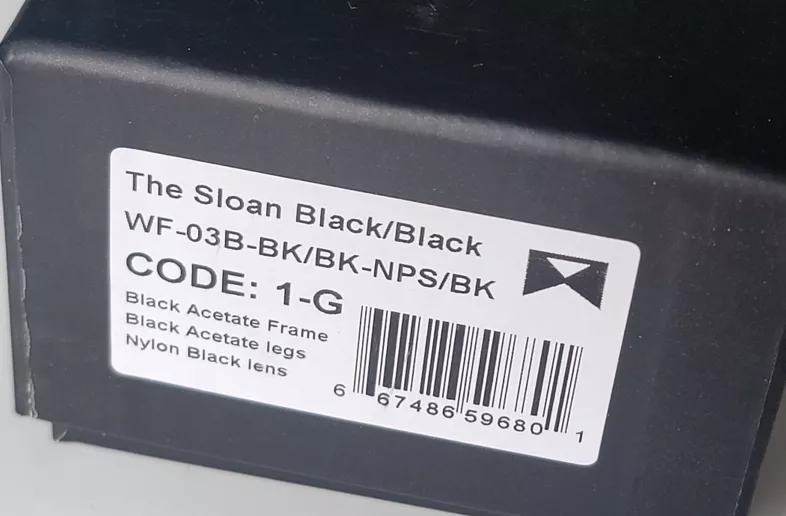 The Sloan Black/Black
WF-03B-BK/BK-NPS/BK
CODE: 1-G
Black Acetate Frame
Black Acetate legs
Nylon Black lens
6 67486 59680 1